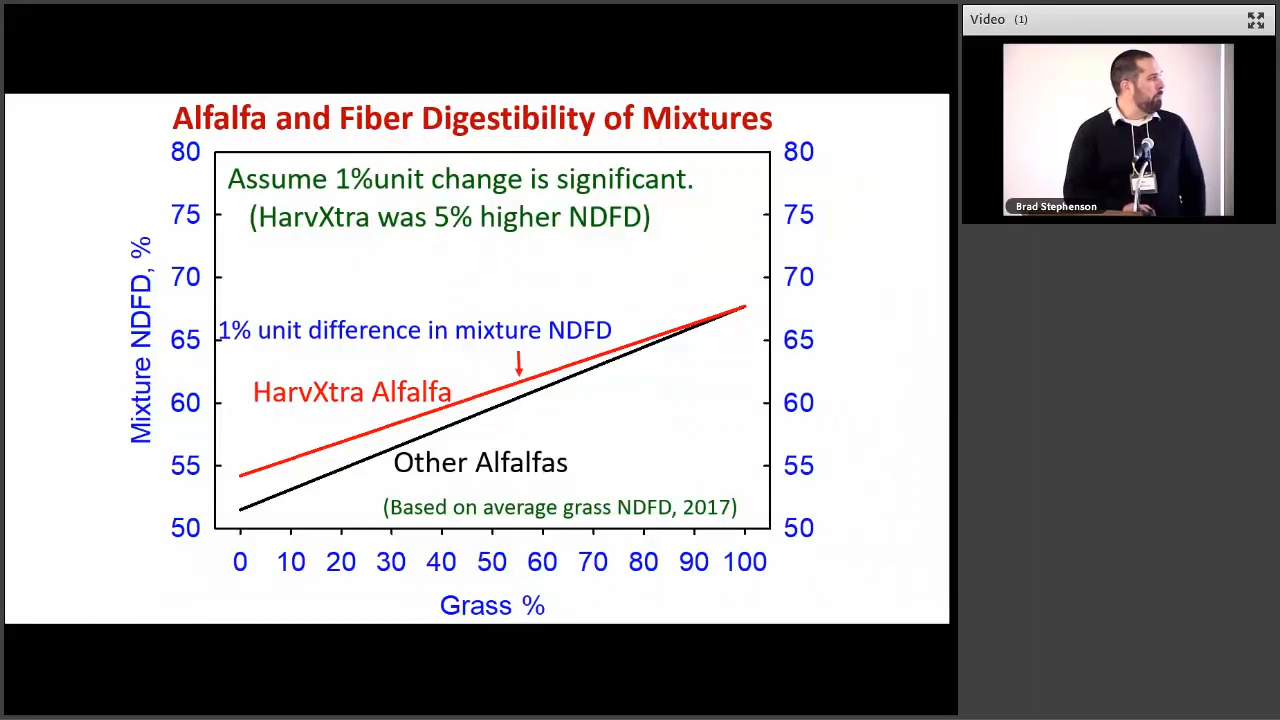 Video (1)
Brad Stephenson
Alfalfa and Fiber Digestibility of Mixtures
Assume 1%unit change is significant.
(HarvXtra was 5% higher NDFD)
1% unit difference in mixture NDFD
HarvXtra Alfalfa
Other Alfalfas
(Based on average grass NDFD, 2017)
Mixture NDFD, %
80
75
70
65
60
55
50
80
75
70
65
60
55
50
0 10 20 30 40 50 60 70 80 90 100
Grass %